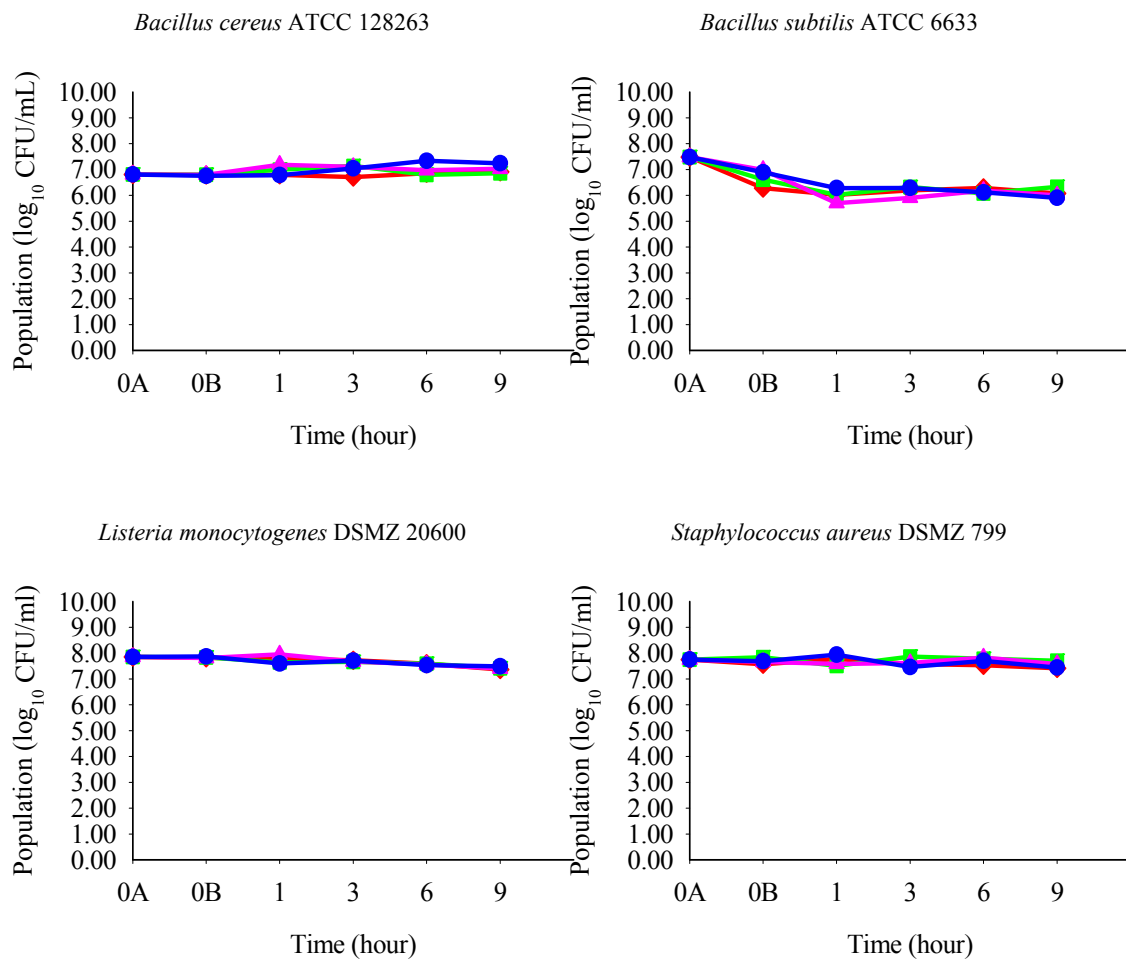 Bacillus cereus ATCC 128263
Population (log10 CFU/mL)
10.00
9.00
8.00
7.00
6.00
5.00
4.00
3.00
2.00
1.00
0.00
0A 0B 1 3 6 9
Time (hour)
Bacillus subtilis ATCC 6633
Population (log10 CFU/ml)
10.00
9.00
8.00
7.00
6.00
5.00
4.00
3.00
2.00
1.00
0.00
0A 0B 1 3 6 9
Time (hour)
Listeria monocytogenes DSMZ 20600
Population (log10 CFU/ml)
10.00
9.00
8.00
7.00
6.00
5.00
4.00
3.00
2.00
1.00
0.00
0A 0B 1 3 6 9
Time (hour)
Staphylococcus aureus DSMZ 799
Population (log10 CFU/ml)
10.00
9.00
8.00
7.00
6.00
5.00
4.00
3.00
2.00
1.00
0.00
0A 0B 1 3 6 9
Time (hour)